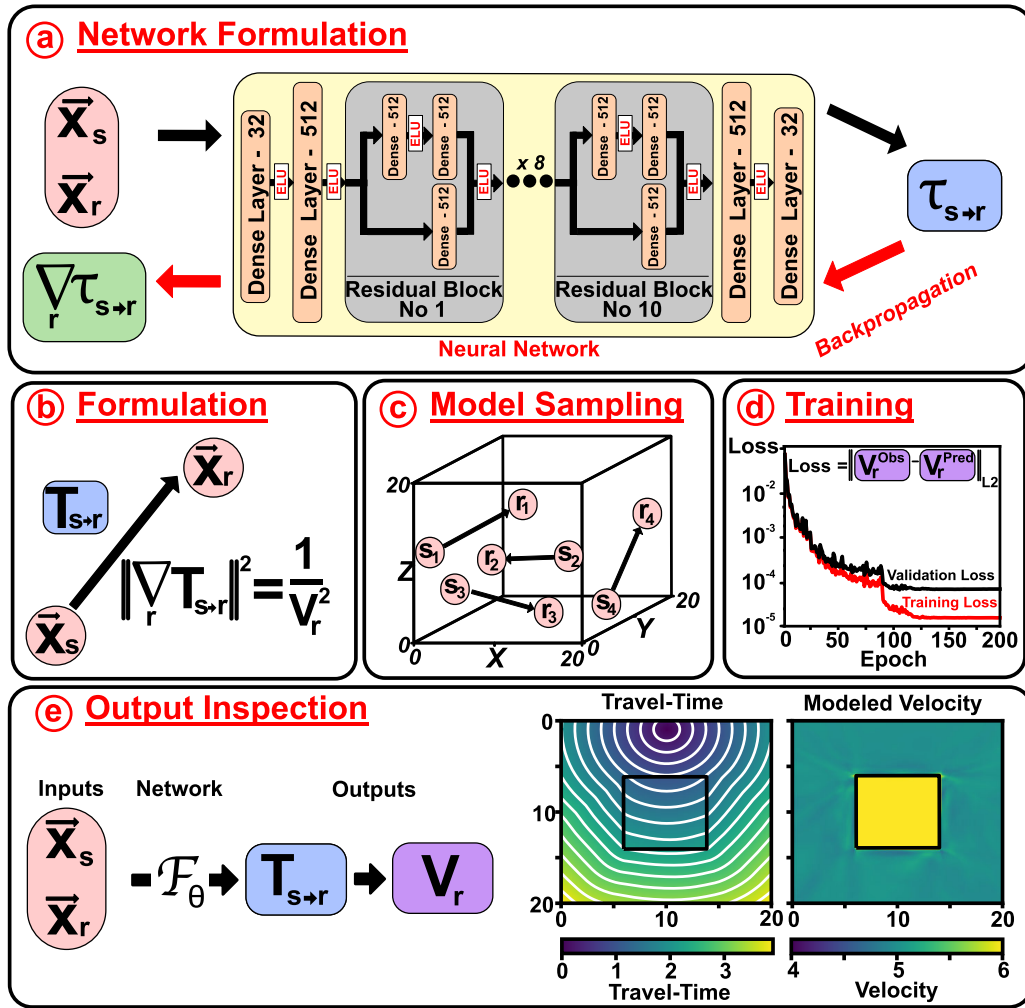 a Network Formulation
x⃗s
x⃗r
∇r τs→r
Dense Layer - 32
ELU
Dense Layer - 512
ELU
Dense - 512
ELU
Dense - 512
Dense - 512
ELU
Residual Block
No 1
x 8
Dense - 512
ELU
Dense - 512
Dense - 512
ELU
Residual Block
No 10
Dense Layer - 512
ELU
Dense Layer - 32
τs→r
Backpropagation
Neural Network
b Formulation
x⃗r
Ts→r
x⃗s
‖∇r Ts→r‖² = 1/Vr²
c Model Sampling
20
r1
r4
s1
r2
s2
Z
s3
r3
s4
20
0
X
20
0
Y
d Training
Loss
Loss = ‖Vr^Obs - Vr^Pred‖L2
10^-2
10^-3
10^-4
Validation Loss
Training Loss
10^-5
0 50 100 150 200
Epoch
e Output Inspection
Inputs
Network
Outputs
x⃗s
x⃗r
ℱθ
Ts→r
Vr
Travel-Time
0
10
20
0 10 20
0 1 2 3
Travel-Time
Modeled Velocity
0 10 20
4 5 6
Velocity